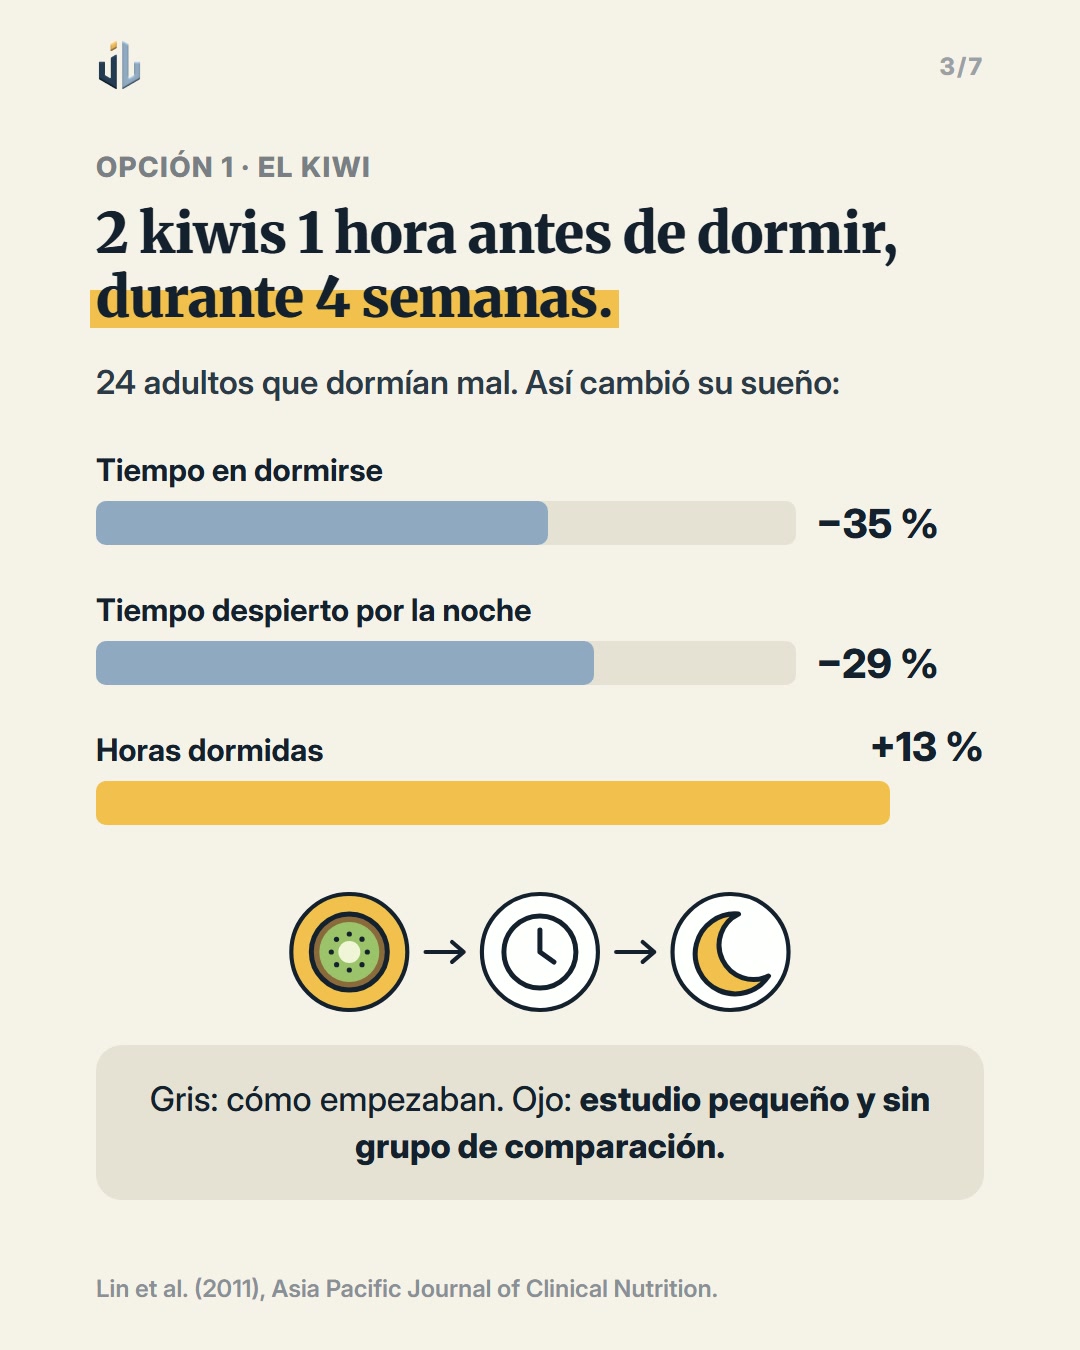 3/7
OPCIÓN 1 · EL KIWI
2 kiwis 1 hora antes de dormir,
durante 4 semanas.
24 adultos que dormían mal. Así cambió su sueño:
Tiempo en dormirse
−35 %
Tiempo despierto por la noche
−29 %
Horas dormidas
+13 %
Gris: cómo empezaban. Ojo: estudio pequeño y sin
grupo de comparación.
Lin et al. (2011), Asia Pacific Journal of Clinical Nutrition.